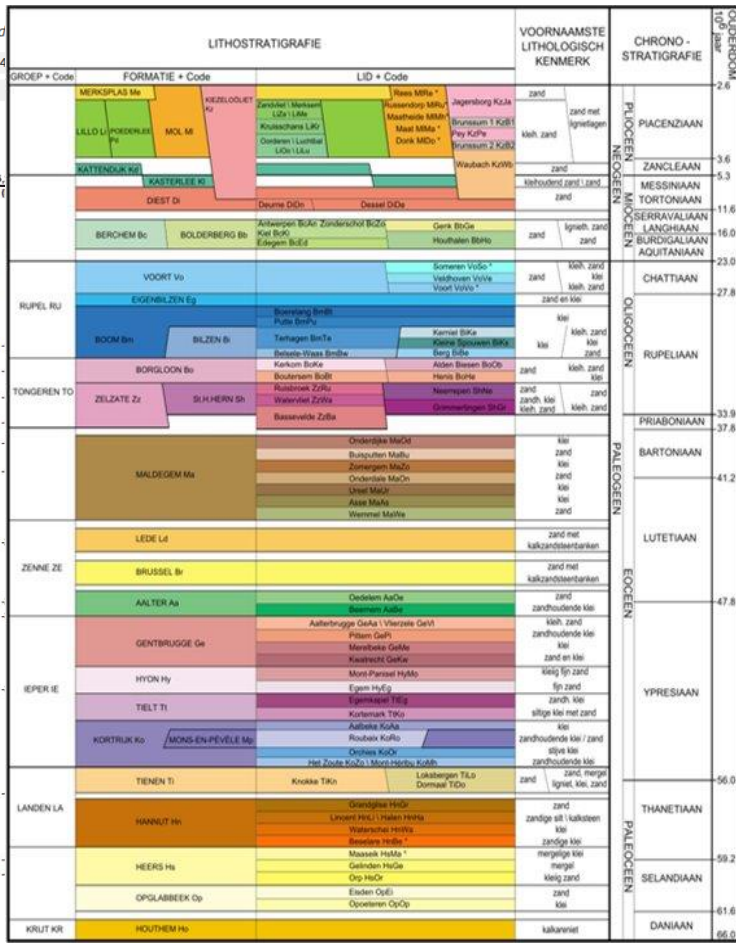 LITHOSTRATIGRAFIE
VOORNAAMSTE LITHOLOGISCH KENMERK
CHRONO - STRATIGRAFIE
OUDERDOM 10⁶ jaar
GROEP + Code
FORMATIE + Code
LID + Code
MERKSPLAS Me
KIEZELOÖLIET Kz
LILLO Li
POEDERLEE Pd
MOL Ml
Zandvliet \ Merksem
LiZa \ LiMe
Kruisschans LiKr
Oorderen \ Luchtbal
LiOo \ LiLu
Rees MlRe *
Russendorp MlRu*
Maatheide MlMh*
Maat MlMa *
Donk MlDo *
Jagersborg KzJa
Brunssum 1 KzB1
Pey KzPe
Brunssum 2 KzB2
Waubach KzWb
zand
kleih. zand
zand met lignietlagen
PLIOCEEN
NEOGEEN
PIACENZIAAN
2.6
3.6
KATTENDIJK Kd
zand
ZANCLEAAN
5.3
KASTERLEE Kl
kleihoudend zand \ zand
MESSINIAAN
DIEST Di
Deurne DiDn
Dessel DiDe
zand
TORTONIAAN
11.6
MIOCEEN
BERCHEM Bc
BOLDERBERG Bb
Antwerpen BcAn Zonderschol BcZo
Kiel BcKi
Edegem BcEd
Genk BbGe
Houthalen BbHo
zand
lignieth. zand
zand
SERRAVALIAAN
LANGHIAAN
16.0
BURDIGALIAAN
AQUITANIAAN
23.0
RUPEL RU
VOORT Vo
Someren VoSo *
Veldhoven VoVe
Voort VoVo *
zand
kleih. zand
klei
kleih. zand
CHATTIAAN
27.8
EIGENBILZEN Eg
zand en klei
OLIGOCEEN
BOOM Bm
BILZEN Bi
Boeretang BmBt
Putte BmPu
Terhagen BmTe
Belsele-Waas BmBw
Kerniel BiKe
Kleine Spouwen BiKs
Berg BiBe
klei
klei
kleih. zand
klei
zand
RUPELIAAN
TONGEREN TO
BORGLOON Bo
Kerkom BoKe
Boutersem BoBt
Alden Biesen BoOb
Henis BoHe
zand
kleih. zand
klei
ZELZATE Zz
St.H.HERN Sh
Ruisbroek ZzRu
Watervliet ZzWa
Bassevelde ZzBa
Neerrepen ShNe
Grimmertingen ShGr
zand
zandh. klei
kleih. zand
zand
kleih. zand
33.9
PRIABONIAAN
37.8
PALEOGEEN
MALDEGEM Ma
Onderdijke MaOd
Buisputten MaBu
Zomergem MaZo
Onderdale MaOn
Ursel MaUr
Asse MaAs
Wemmel MaWe
klei
zand
klei
zand
klei
klei
zand
BARTONIAAN
41.2
ZENNE ZE
LEDE Ld
zand met kalkzandsteenbanken
BRUSSEL Br
zand met kalkzandsteenbanken
LUTETIAAN
EOCEEN
AALTER Aa
Oedelem AaOe
Beernem AaBe
zand
zandhoudende klei
47.8
IEPER IE
GENTBRUGGE Ge
Aalterbrugge GeAa \ Vlierzele GeVl
Pittem GePi
Merelbeke GeMe
Kwatrecht GeKw
kleih. zand
zandhoudende klei
klei
zand en klei
HYON Hy
Mont-Panisel HyMo
Egem HyEg
kleiig fijn zand
fijn zand
TIELT Tt
Egemkapel TtEg
Kortemark TtKo
zandh. klei
siltige klei met zand
YPRESIAAN
KORTRIJK Ko
MONS-EN-PÉVÈLE Mp
Aalbeke KoAa
Roubaix KoRo
Orchies KoOr
Het Zoute KoZo \ Mont-Héribu KoMh
klei
zandhoudende klei / zand
stijve klei
zandhoudende klei
56.0
LANDEN LA
TIENEN Ti
Knokke TiKn
Loksbergen TiLo
Dormaal TiDo
zand
zand, mergel
ligniet, klei, zand
HANNUT Hn
Grandglise HnGr
Lincent HnLi \ Halen HnHa
Waterschei HnWa
Beselare HnBe *
zand
zandige silt \ kalksteen
klei
zandige klei
THANETIAAN
59.2
PALEOCEEN
HEERS Hs
Maaseik HsMa *
Gelinden HsGe
Orp HsOr
mergelige klei
mergel
kleiig zand
SELANDIAAN
OPGLABBEEK Op
Eisden OpEi
Opoeteren OpOp
zand
klei
61.6
KRIJT KR
HOUTHEM Ho
kalkareniet
DANIAAN
66.0